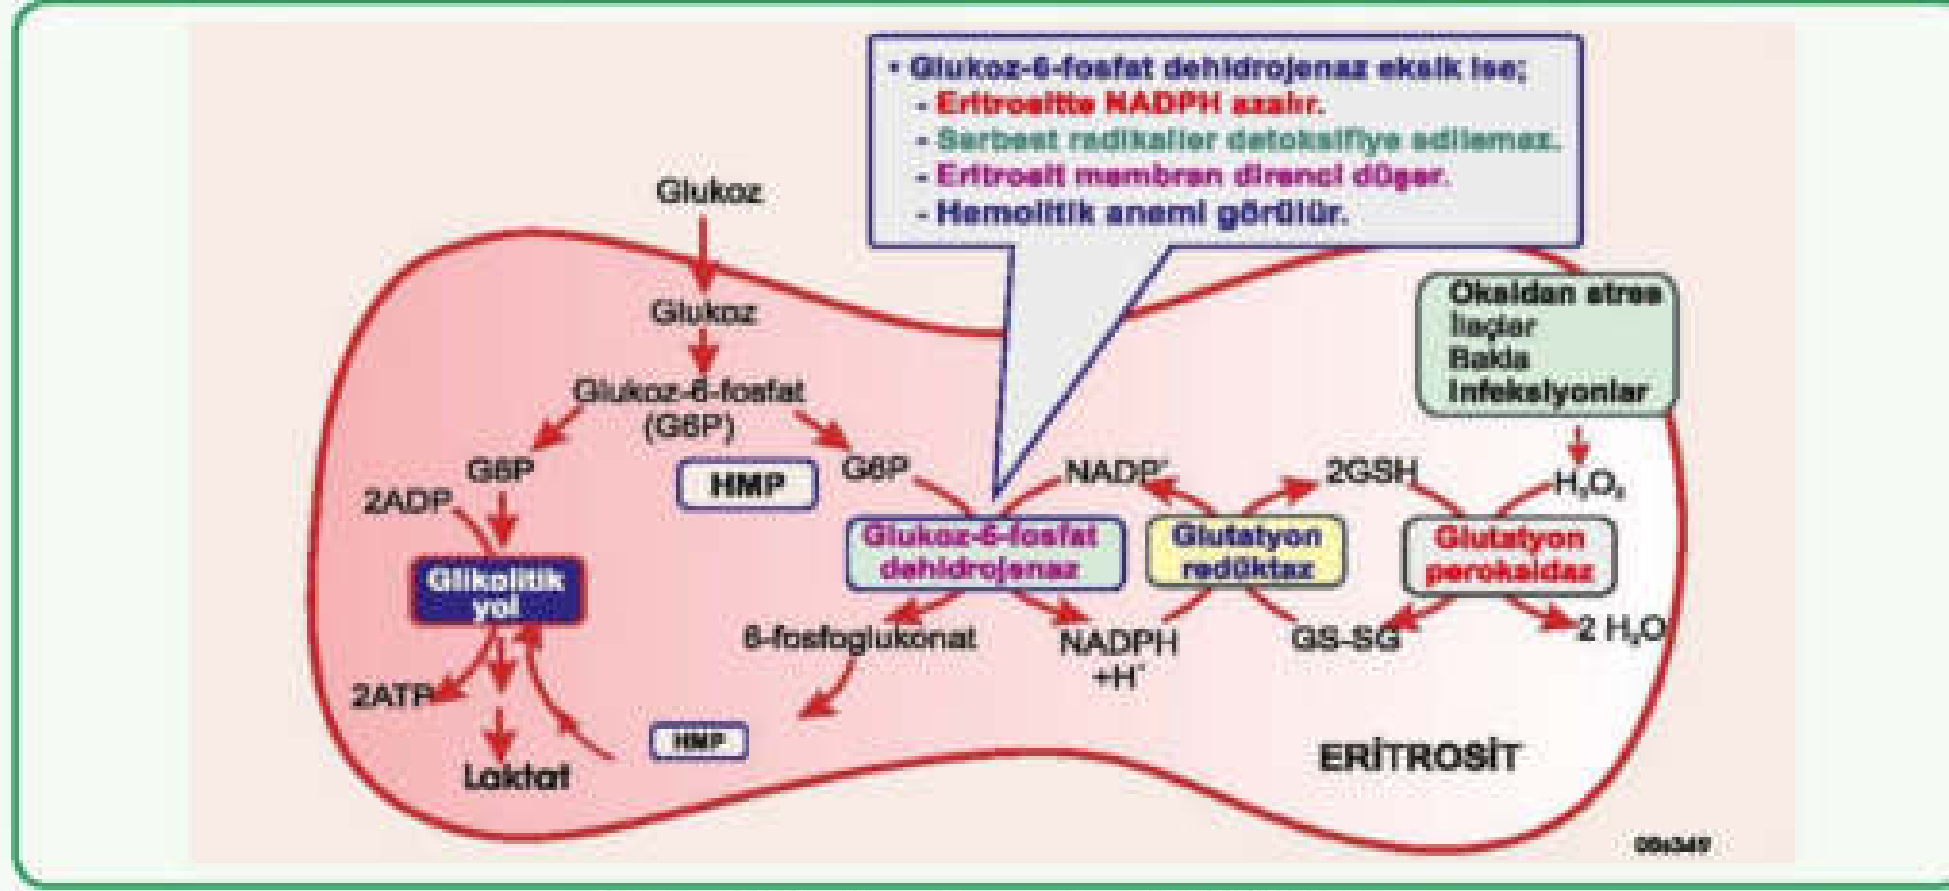 • Glukoz-6-fosfat dehidrojenaz eksik ise;
- Eritrositte NADPH azalır.
- Serbest radikaller detoksifiye edilemez.
- Eritrosit membran direnci düşer.
- Hemolitik anemi görülür.
Glukoz
Glukoz
Glukoz-6-fosfat
(G6P)
Oksidan stres
İlaçlar
Bakla
Infeksiyonlar
G6P
HMP
G6P
NADP⁺
2GSH
H₂O₂
2ADP
Glikolitik
yol
Glukoz-6-fosfat
dehidrojenaz
Glutatyon
redüktaz
Glutatyon
peroksidaz
6-fosfoglukonat
NADPH
+H⁺
GS-SG
2 H₂O
2ATP
HMP
Laktat
ERİTROSİT